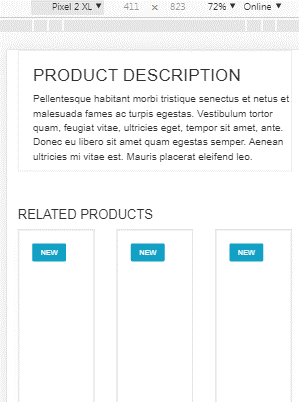 Pixel 2 XL ▼ 411 × 823 72% ▼ Online ▼
PRODUCT DESCRIPTION
Pellentesque habitant morbi tristique senectus et netus et
malesuada fames ac turpis egestas. Vestibulum tortor
quam, feugiat vitae, ultricies eget, tempor sit amet, ante.
Donec eu libero sit amet quam egestas semper. Aenean
ultricies mi vitae est. Mauris placerat eleifend leo.
RELATED PRODUCTS
NEW NEW NEW